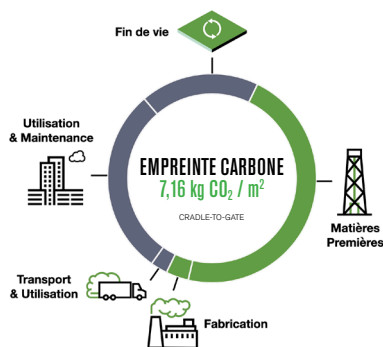 Fin de vie
Utilisation
& Maintenance
EMPREINTE CARBONE
7,16 kg CO₂ / m²
CRADLE-TO-GATE
Matières
Premières
Transport
& Utilisation
Fabrication